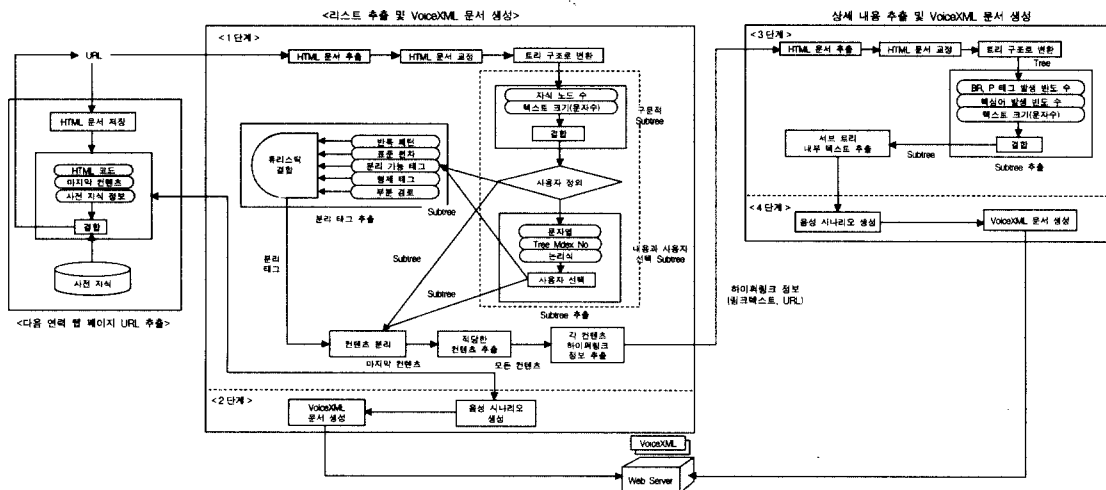 <리스트 추출 및 VoiceXML 문서 생성>
<1 단계>
HTML 문서 추출
HTML 문서 교정
트리 구조로 변환
URL
HTML 문서 저장
HTML 코드
마지막 컨텐츠
사전 지식 정보
결합
사전 지식
<다음 연력 웹 페이지 URL 추출>
자식 노드 수
텍스트 크기(문자수)
결합
구문적
Subtree
휴리스틱
결합
반복 패턴
표준 편차
분리 기능 태그
형제 태그
부분 경로
분리 태그 추출
사용자 정의
Subtree
문자열
Tree Mdex No
논리식
사용자 선택
내용과 사용자
선택 Subtree
Subtree 추출
분리
태그
Subtree
Subtree
컨텐츠 분리
적당한
컨텐츠 추출
각 컨텐츠
하이퍼링크
정보 추출
마지막 컨텐츠
모든 컨텐츠
<2 단계>
VoiceXML
문서 생성
음성 시나리오
생성
VoiceXML
Web Server
하이퍼링크 정보
(링크텍스트, URL)
상세 내용 추출 및 VoiceXML 문서 생성
<3 단계>
HTML 문서 추출
HTML 문서 교정
트리 구조로 변환
Tree
BR, P 태그 발생 빈도 수
핵심어 발생 빈도 수
텍스트 크기(문자수)
결합
Subtree 추출
Subtree
서브 트리
내부 텍스트 추출
<4 단계>
음성 시나리오 생성
VoiceXML 문서 생성